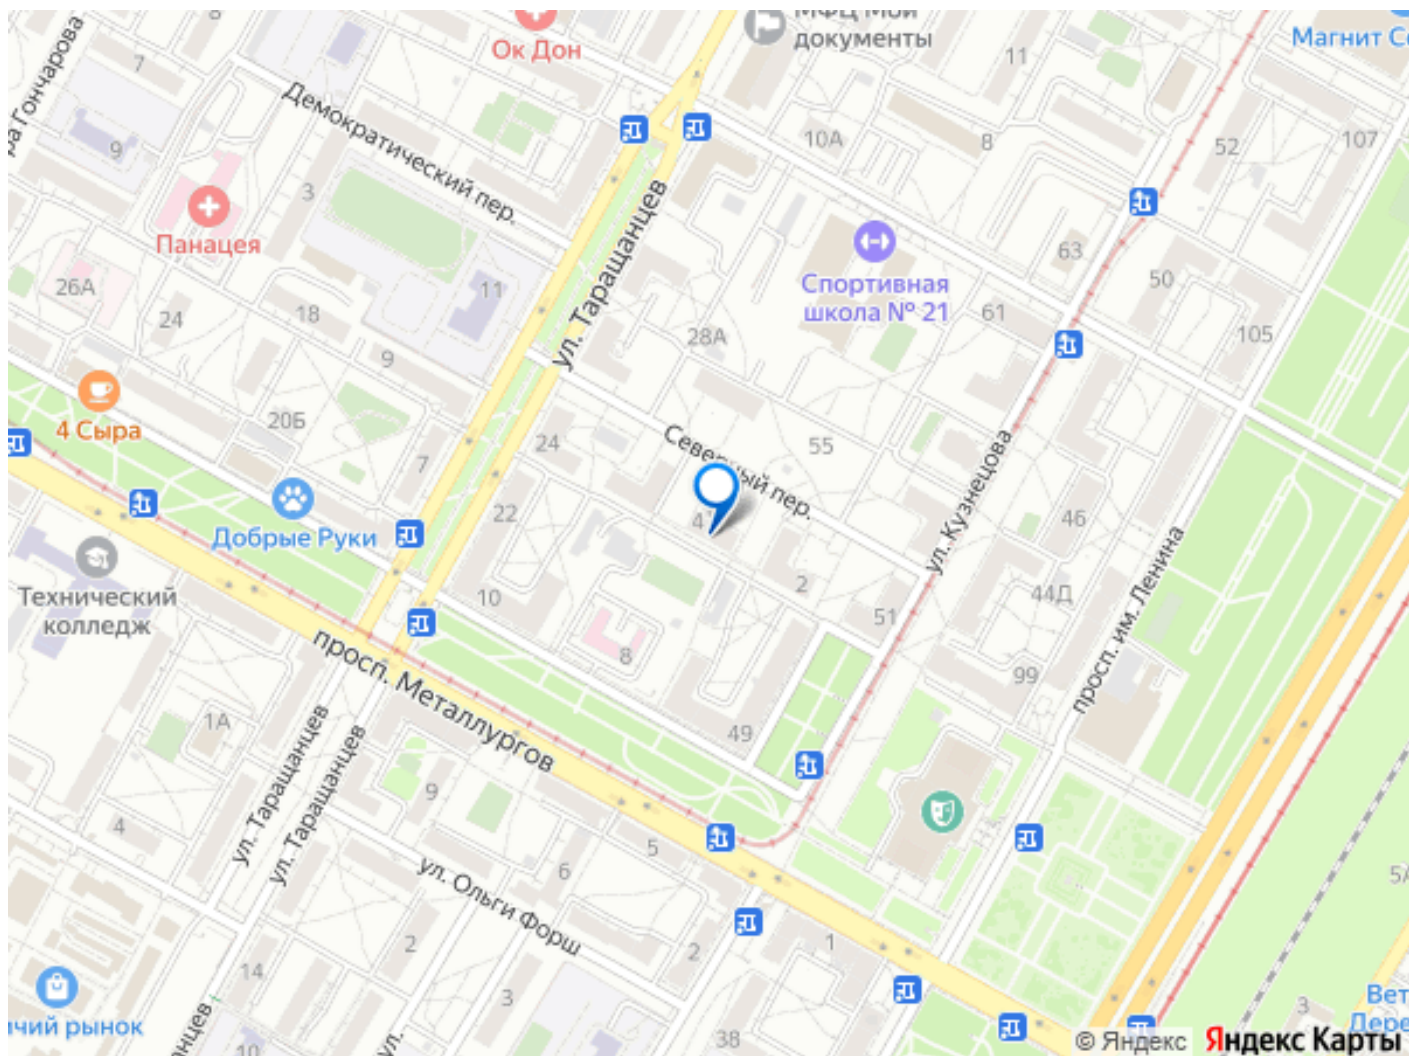 Ок Дон
документы
Магнит
Демократический пер.
7
8
11
10А
8
52
107
9
3
Панацея
26А
24
18
11
9
ул. Таращанцев
28А
Спортивная
школа № 21
63
61
50
105
4 Сыра
20Б
7
24
22
Северный пер.
55
ул. Кузнецова
46
44Д
Добрые Руки
Технический
колледж
10
8
2
51
49
99
просп. им. Ленина
просп. Металлургов
1А
ул. Таращанцев
ул. Таращанцев
9
4
5
6
ул. Ольги Форш
2
2
1
14
3
38
10
3
ул.
рынок
© Яндекс
Яндекс Карты